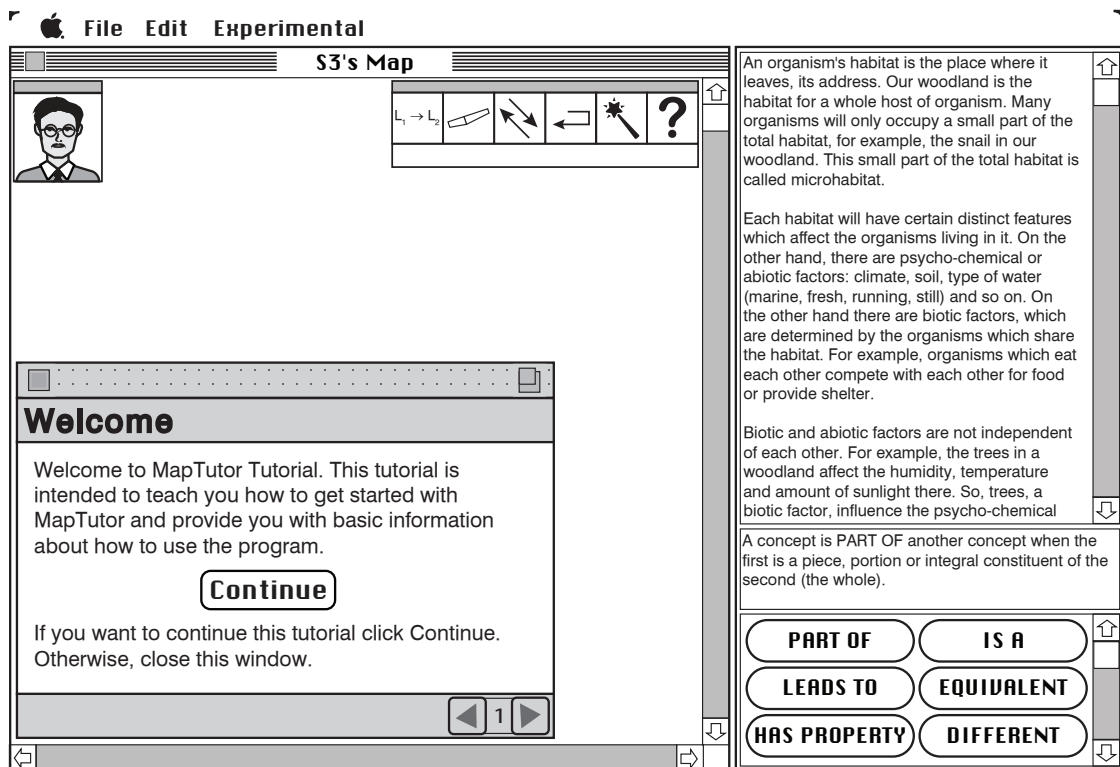 File Edit Experimental
S3's Map
L1 → L2
?
Welcome
Welcome to MapTutor Tutorial. This tutorial is
intended to teach you how to get started with
MapTutor and provide you with basic information
about how to use the program.
Continue
If you want to continue this tutorial click Continue.
Otherwise, close this window.
1
An organism's habitat is the place where it
leaves, its address. Our woodland is the
habitat for a whole host of organism. Many
organisms will only occupy a small part of the
total habitat, for example, the snail in our
woodland. This small part of the total habitat is
called microhabitat.
Each habitat will have certain distinct features
which affect the organisms living in it. On the
other hand, there are psycho-chemical or
abiotic factors: climate, soil, type of water
(marine, fresh, running, still) and so on. On
the other hand there are biotic factors, which
are determined by the organisms which share
the habitat. For example, organisms which eat
each other compete with each other for food
or provide shelter.
Biotic and abiotic factors are not independent
of each other. For example, the trees in a
woodland affect the humidity, temperature
and amount of sunlight there. So, trees, a
biotic factor, influence the psycho-chemical
A concept is PART OF another concept when the
first is a piece, portion or integral constituent of the
second (the whole).
PART OF IS A
LEADS TO EQUIVALENT
HAS PROPERTY DIFFERENT